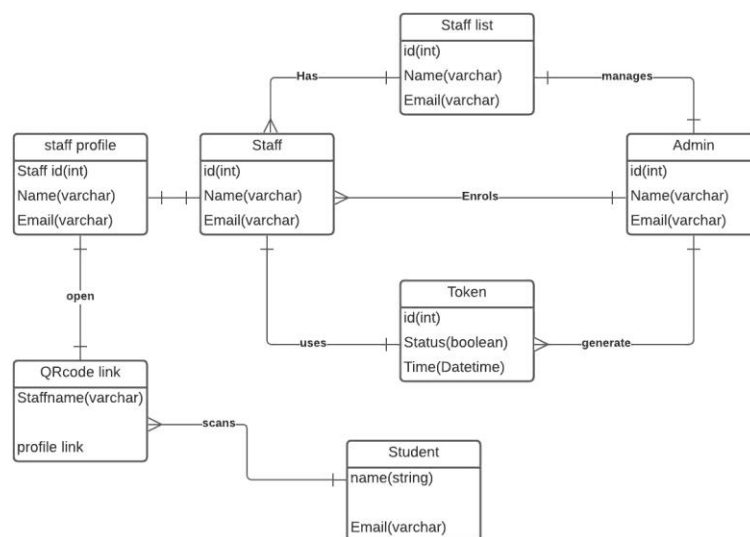 Staff list
id(int)
Name(varchar)
Email(varchar)
Has
manages
staff profile
Staff id(int)
Name(varchar)
Email(varchar)
Staff
id(int)
Name(varchar)
Email(varchar)
Enrols
Admin
id(int)
Name(varchar)
Email(varchar)
open
uses
Token
id(int)
Status(boolean)
Time(Datetime)
generate
QRcode link
Staffname(varchar)
profile link
scans
Student
name(string)
Email(varchar)